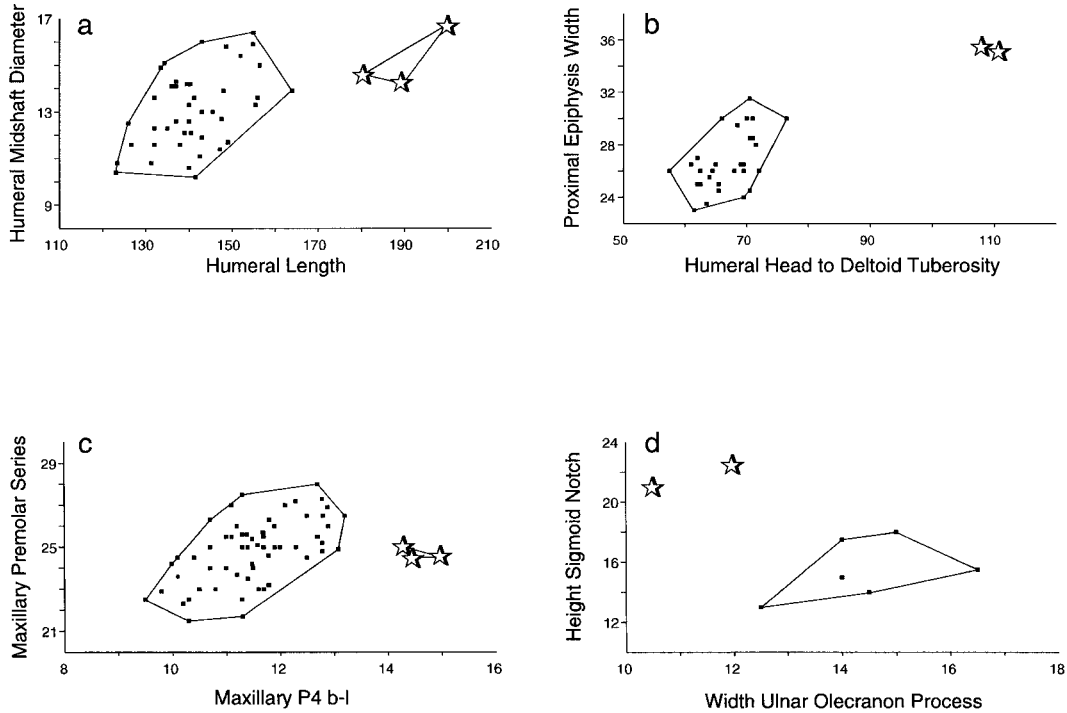 a
Humeral Midshaft Diameter
17
13
9
110 130 150 170 190 210
Humeral Length
b
Proximal Epiphysis Width
36
32
28
24
50 70 90 110
Humeral Head to Deltoid Tuberosity
c
Maxillary Premolar Series
29
25
21
8 10 12 14 16
Maxillary P4 b-l
d
Height Sigmoid Notch
24
20
16
12
10 12 14 16 18
Width Ulnar Olecranon Process